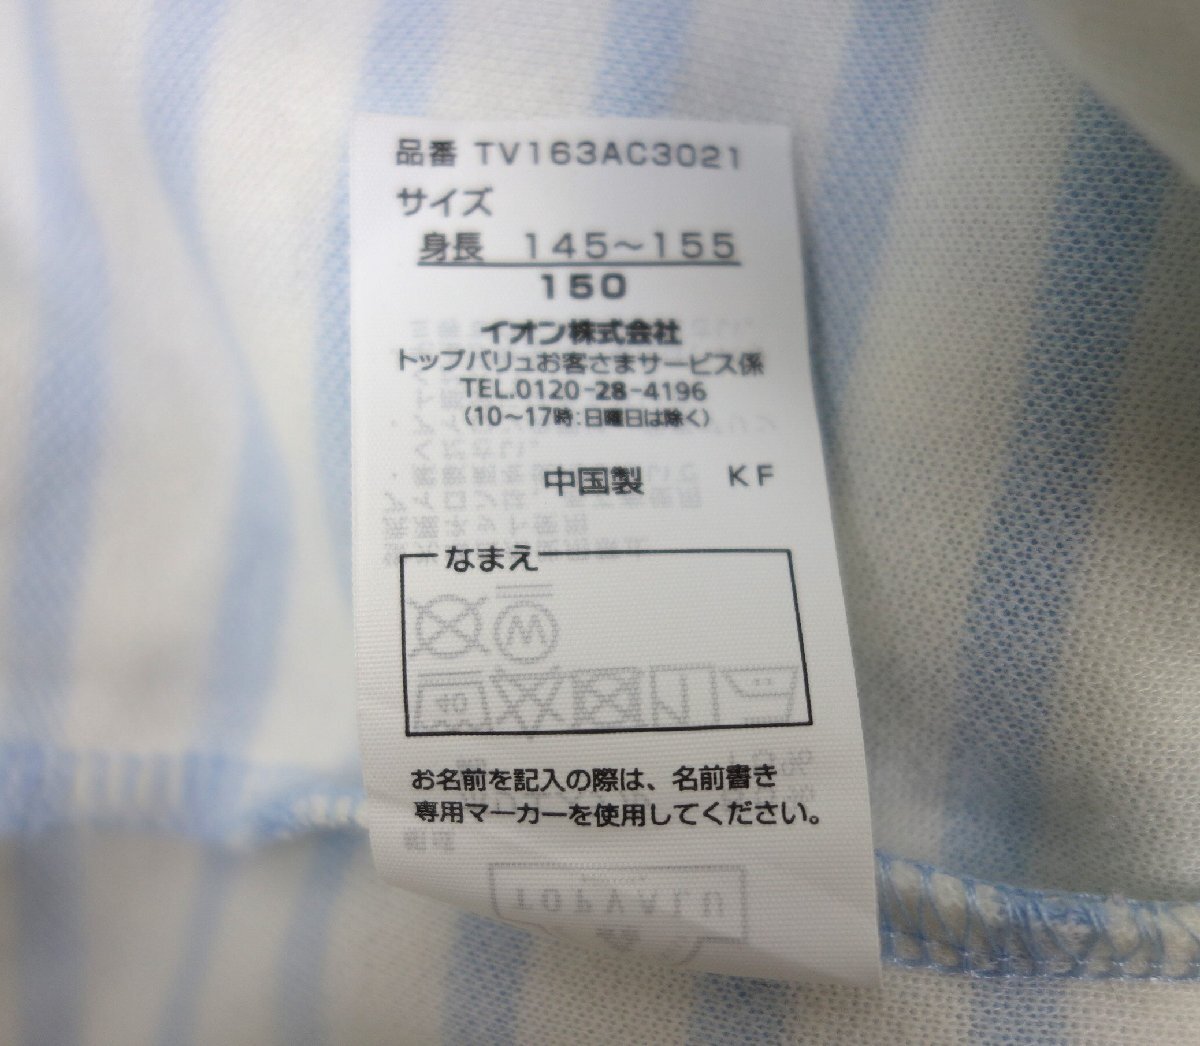 品番 TV163AC3021
サイズ
身長 145～155
150
イオン株式会社
トップバリュお客さまサービス係
TEL.0120-28-4196
(10～17時:日曜日は除く)
中国製 KF
なまえ
お名前を記入の際は、名前書き
専用マーカーを使用してください。
TOPVALU